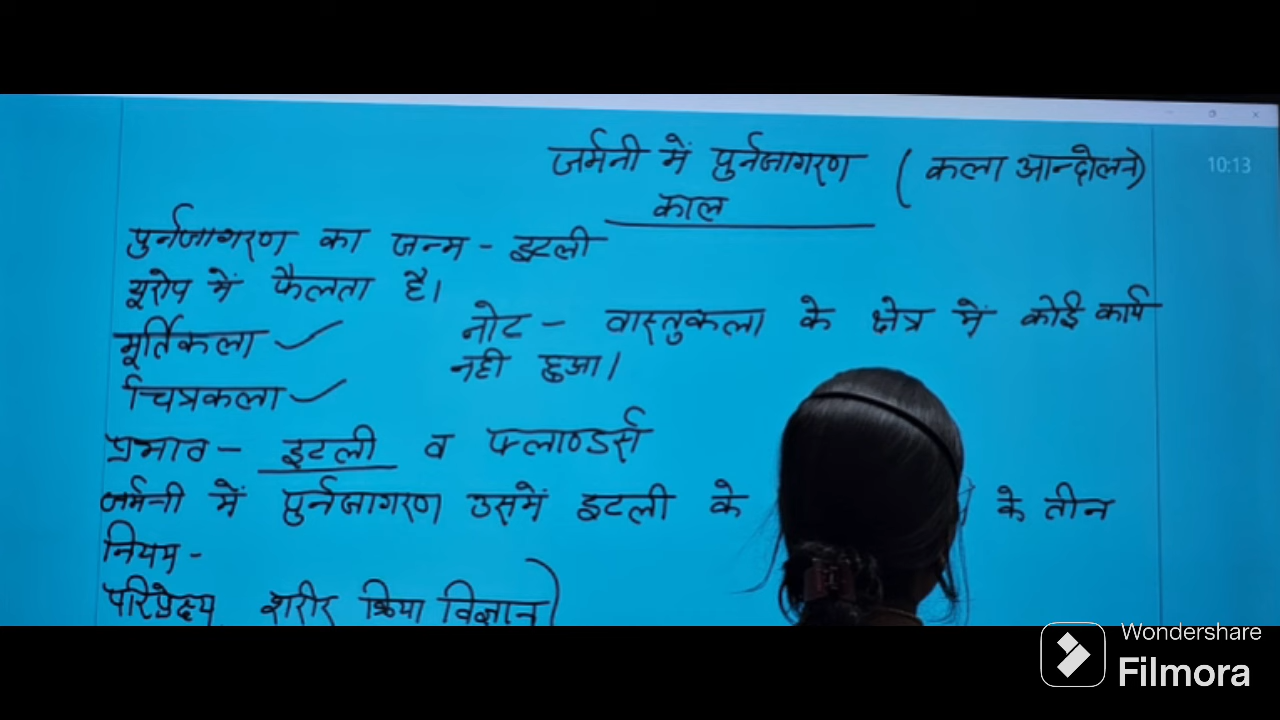 जर्मनी में पुर्नजागरण ( कला आन्दोलन)
काल
10:13
पुर्नजागरण का जन्म - इटली
यूरोप में फैलता है।
मूर्तिकला ✓
चित्रकला ✓
नोट - वास्तुकला के क्षेत्र में कोई कार्य
नही हुआ।
प्रभाव - इटली व फ्लाण्डर्स
जर्मनी में पुर्नजागरण उसमें इटली के के तीन
नियम -
परिप्रेक्ष्य शरीर क्रिया विज्ञान)
Wondershare
Filmora